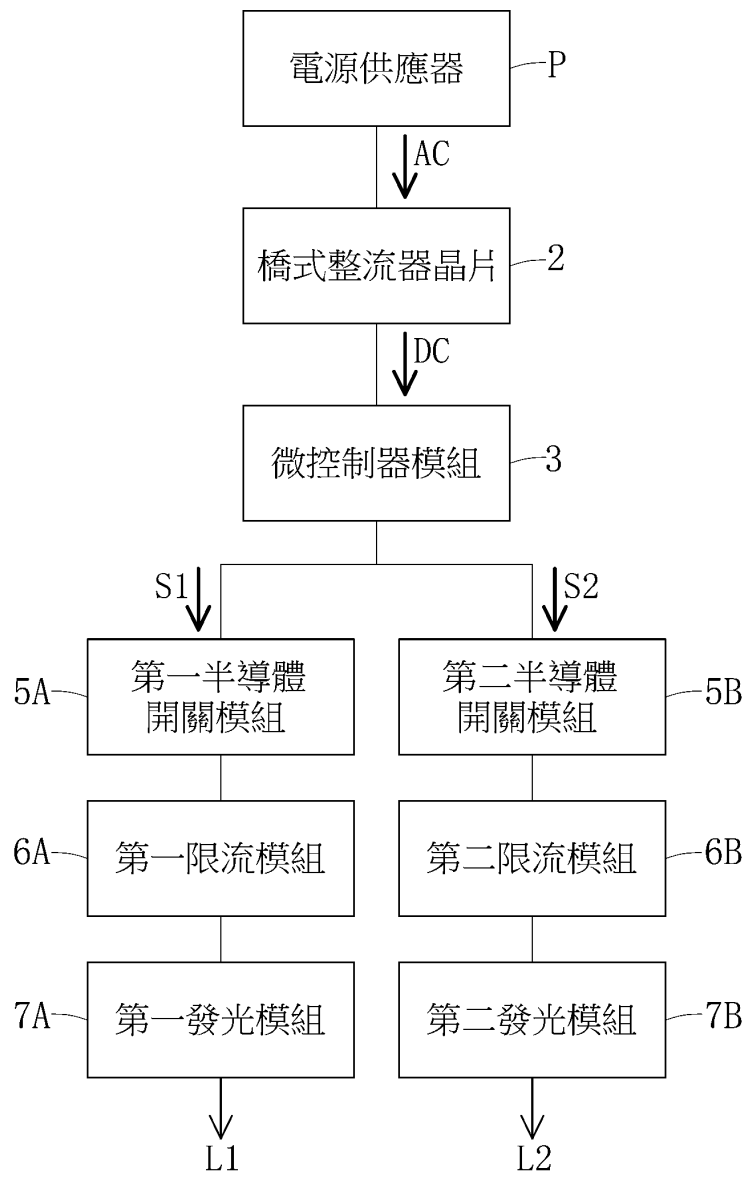 電源供應器
P
AC
橋式整流器晶片
2
DC
微控制器模組
3
S1
S2
5A
第一半導體
開關模組
第二半導體
開關模組
5B
6A
第一限流模組
第二限流模組
6B
7A
第一發光模組
第二發光模組
7B
L1
L2